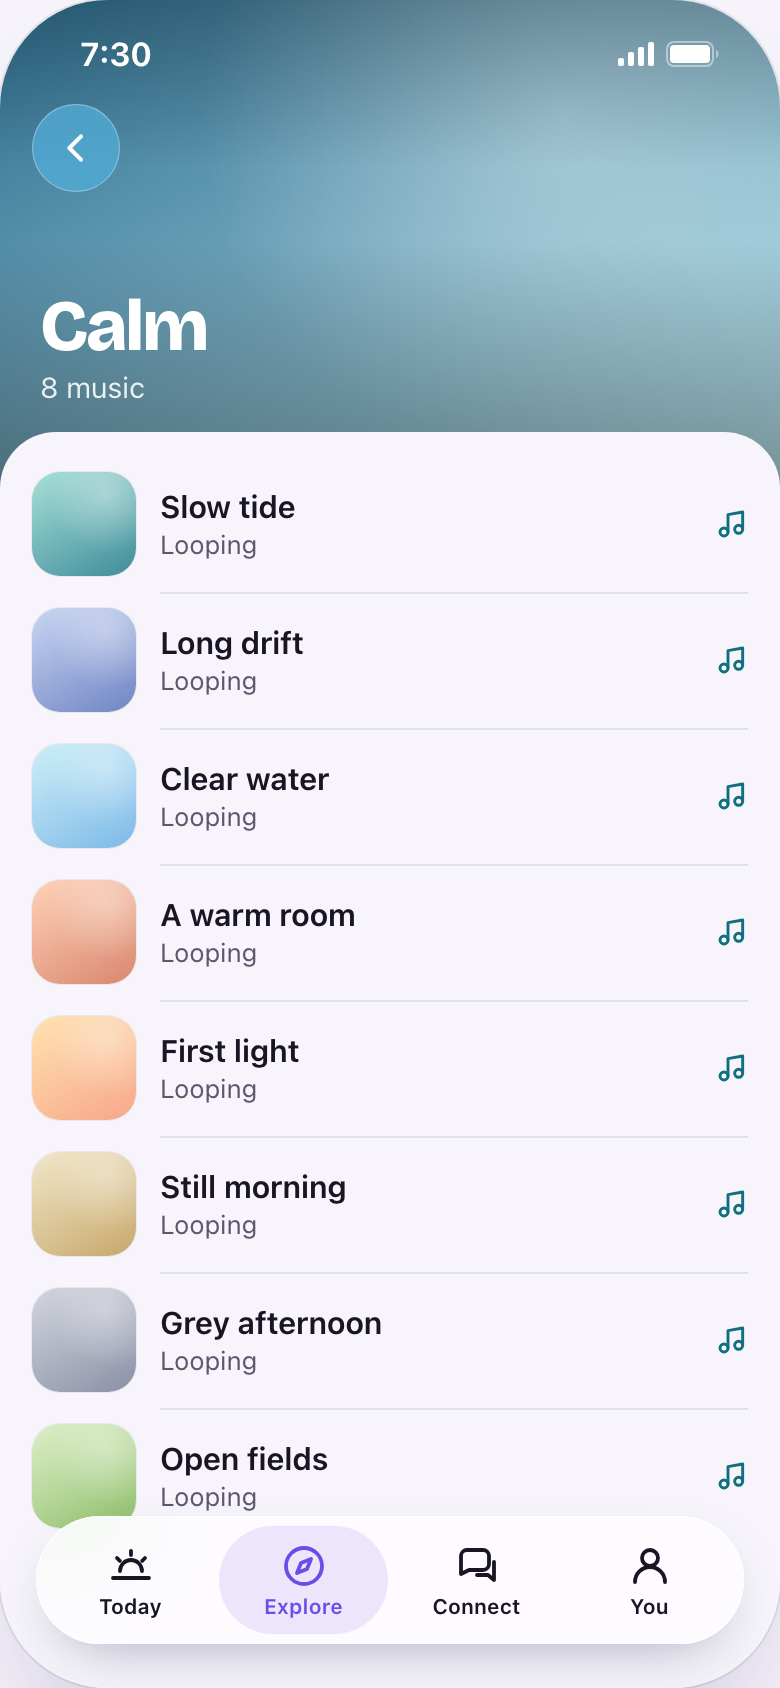 7:30
Calm
8 music
Slow tide
Looping
Long drift
Looping
Clear water
Looping
A warm room
Looping
First light
Looping
Still morning
Looping
Grey afternoon
Looping
Open fields
Looping
Today
Explore
Connect
You